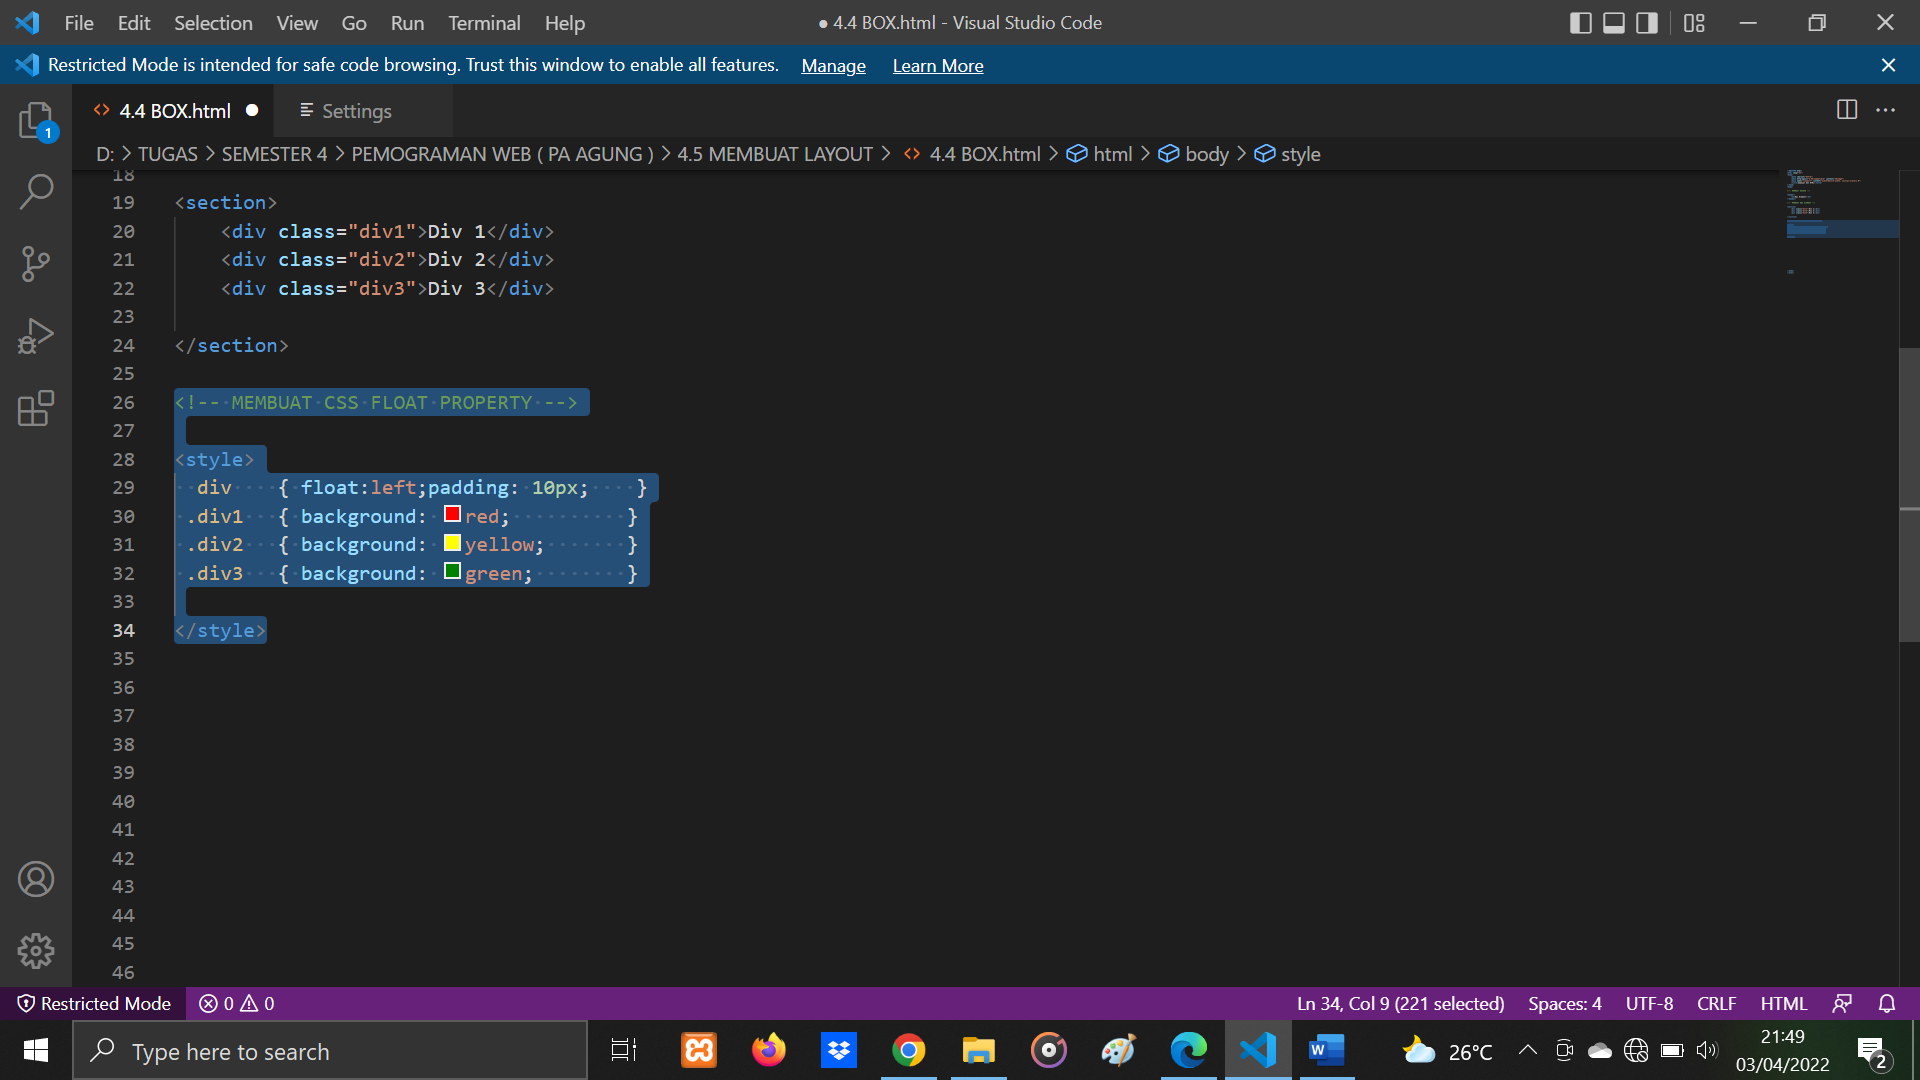 File Edit Selection View Go Run Terminal Help ● 4.4 BOX.html - Visual Studio Code
Restricted Mode is intended for safe code browsing. Trust this window to enable all features. Manage Learn More
4.4 BOX.html Settings
D: > TUGAS > SEMESTER 4 > PEMOGRAMAN WEB ( PA AGUNG ) > 4.5 MEMBUAT LAYOUT > 4.4 BOX.html > html > body > style
18
19 <section>
20 <div class="div1">Div 1</div>
21 <div class="div2">Div 2</div>
22 <div class="div3">Div 3</div>
23
24 </section>
25
26 <!-- MEMBUAT CSS FLOAT PROPERTY -->
27
28 <style>
29 div { float:left;padding: 10px; }
30 .div1 { background: red; }
31 .div2 { background: yellow; }
32 .div3 { background: green; }
33
34 </style>
35
36
37
38
39
40
41
42
43
44
45
46
1
Restricted Mode 0 0 Ln 34, Col 9 (221 selected) Spaces: 4 UTF-8 CRLF HTML
Type here to search 26°C 21:49
03/04/2022 2